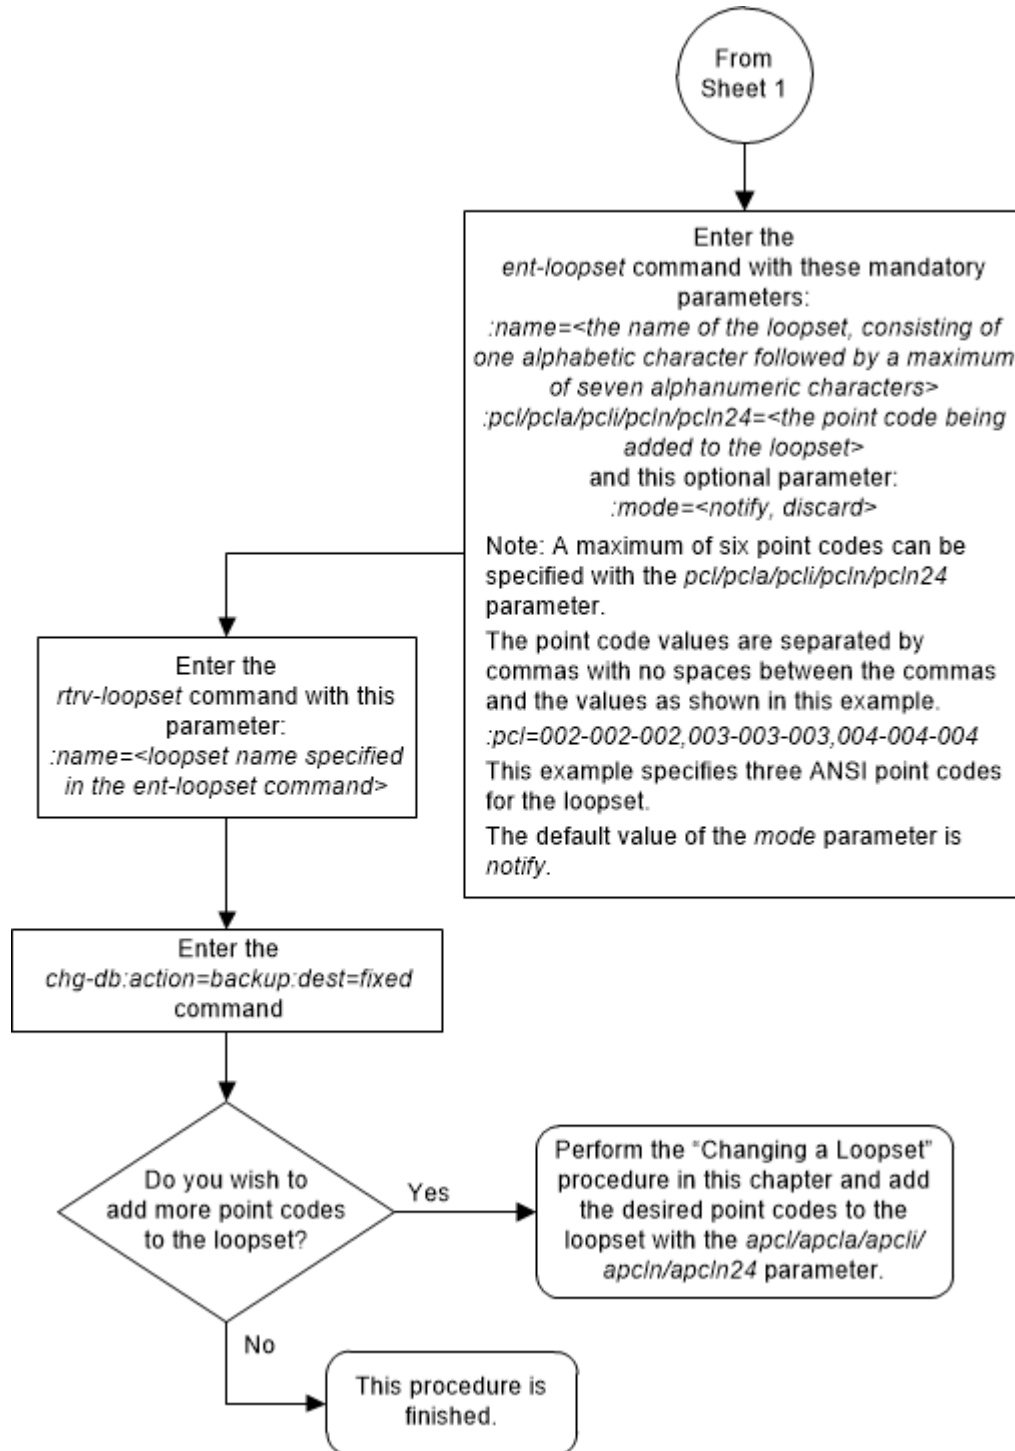 From
Sheet 1
Enter the
ent-loopset command with these mandatory
parameters:
:name=<the name of the loopset, consisting of
one alphabetic character followed by a maximum
of seven alphanumeric characters>
:pcl/pcla/pcli/pcln/pcln24=<the point code being
added to the loopset>
and this optional parameter:
:mode=<notify, discard>
Note: A maximum of six point codes can be
specified with the pcl/pcla/pcli/pcln/pcln24
parameter.
The point code values are separated by
commas with no spaces between the commas
and the values as shown in this example.
:pcl=002-002-002,003-003-003,004-004-004
This example specifies three ANSI point codes
for the loopset.
The default value of the mode parameter is
notify.
Enter the
rtrv-loopset command with this
parameter:
:name=<loopset name specified
in the ent-loopset command>
Enter the
chg-db:action=backup:dest=fixed
command
Do you wish to
add more point codes
to the loopset?
Yes
Perform the “Changing a Loopset”
procedure in this chapter and add
the desired point codes to the
loopset with the apcl/apcla/apcli/
apcln/apcln24 parameter.
No
This procedure is
finished.